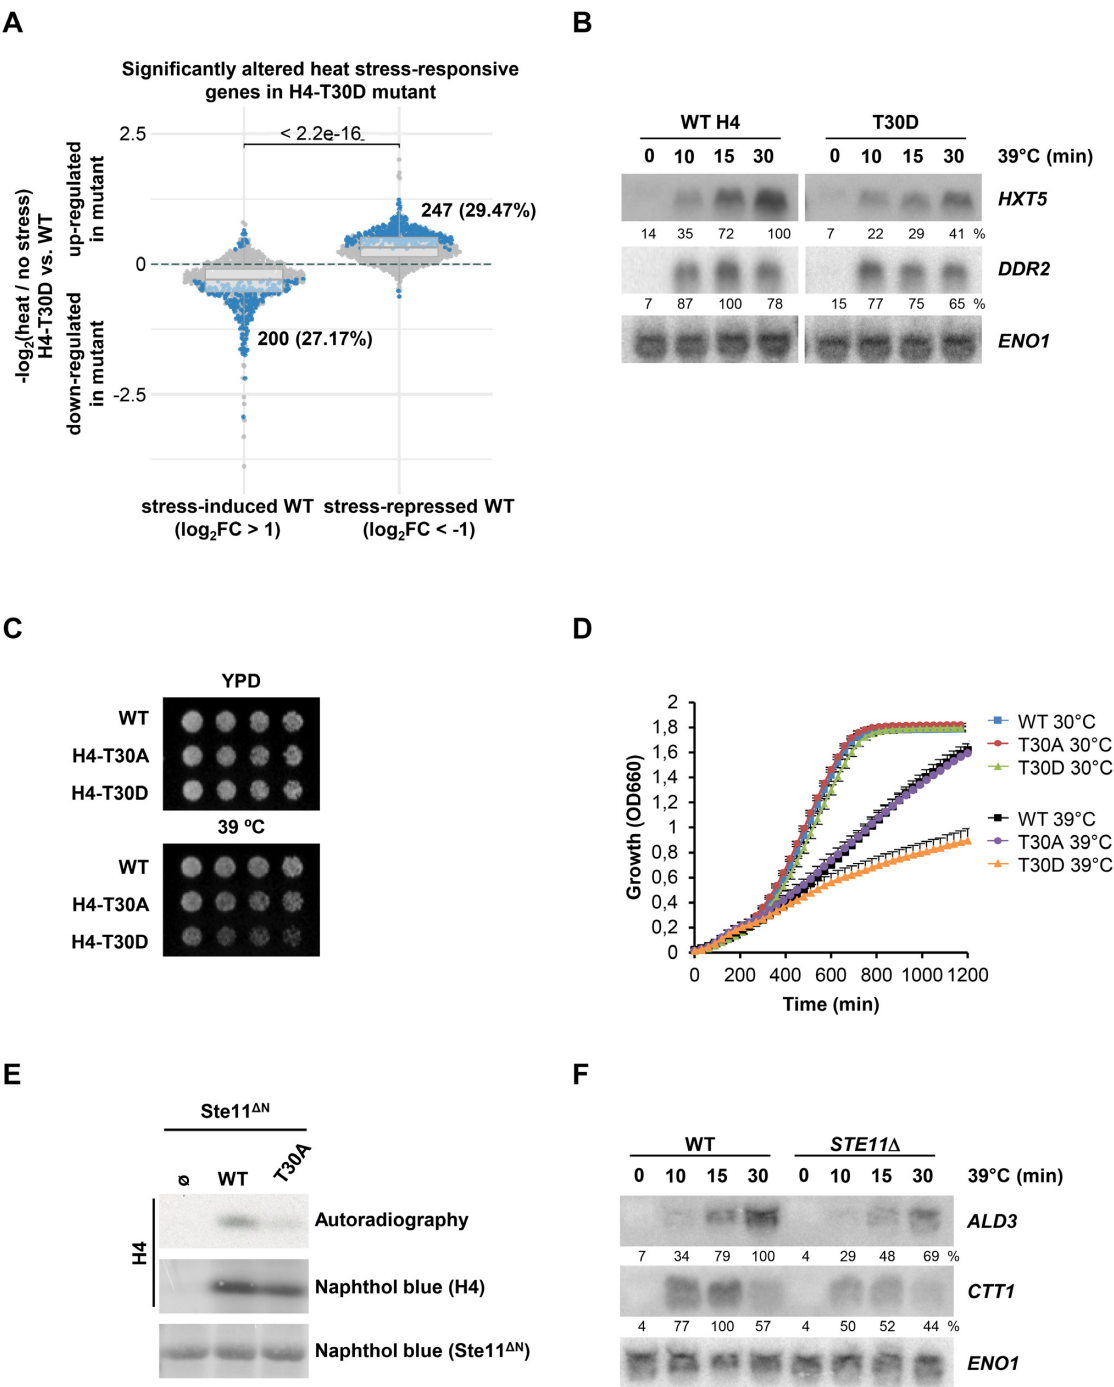 A
Significantly altered heat stress-responsive
genes in H4-T30D mutant
-log2(heat / no stress)
H4-T30D vs. WT
up-regulated
in mutant
down-regulated
in mutant
2.5
0
-2.5
< 2.2e-16
247 (29.47%)
200 (27.17%)
stress-induced WT
(log2FC > 1)
stress-repressed WT
(log2FC < -1)
B
WT H4 T30D
0 10 15 30 0 10 15 30 39°C (min)
HXT5
14 35 72 100 7 22 29 41 %
DDR2
7 87 100 78 15 77 75 65 %
ENO1
C
YPD
WT
H4-T30A
H4-T30D
39 ºC
WT
H4-T30A
H4-T30D
D
Growth (OD660)
2
1,8
1,6
1,4
1,2
1
0,8
0,6
0,4
0,2
0
0 200 400 600 800 1000 1200
Time (min)
WT 30°C
T30A 30°C
T30D 30°C
WT 39°C
T30A 39°C
T30D 39°C
E
Ste11ΔN
ø WT T30A
H4
Autoradiography
Naphthol blue (H4)
Naphthol blue (Ste11ΔN)
F
WT STE11Δ
0 10 15 30 0 10 15 30 39°C (min)
ALD3
7 34 79 100 4 29 48 69 %
CTT1
4 77 100 57 4 50 52 44 %
ENO1